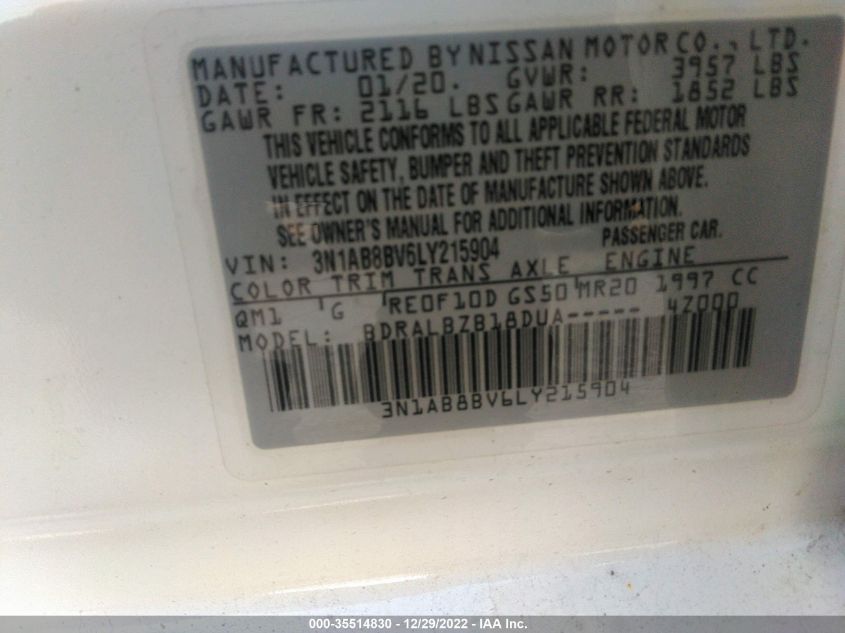 MANUFACTURED BY NISSAN MOTOR CO., LTD.
DATE: 01/20. GVWR: 3957 LBS
GAWR FR: 2116 LBS GAWR RR: 1852 LBS
THIS VEHICLE CONFORMS TO ALL APPLICABLE FEDERAL MOTOR
VEHICLE SAFETY, BUMPER AND THEFT PREVENTION STANDARDS
IN EFFECT ON THE DATE OF MANUFACTURE SHOWN ABOVE.
SEE OWNER'S MANUAL FOR ADDITIONAL INFORMATION.
VIN: 3N1AB8BV6LY215904 PASSENGER CAR.
COLOR TRIM TRANS AXLE ENGINE
QM1 G RE0F10D GS50 MR20 1997 CC
MODEL: BDRALBZB18DUA----- 4Z000
3N1AB8BV6LY215904
000-35514830 - 12/29/2022 - IAA Inc.